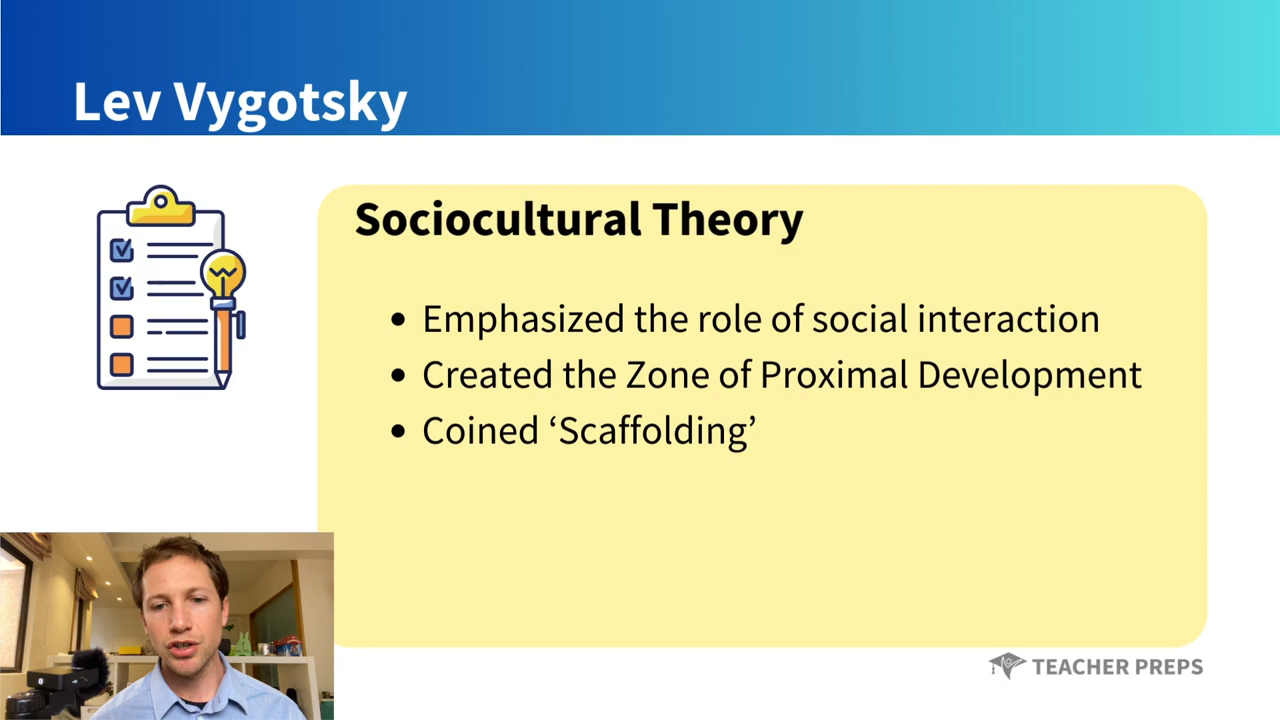 Lev Vygotsky
Sociocultural Theory
• Emphasized the role of social interaction
• Created the Zone of Proximal Development
• Coined ‘Scaffolding’
TEACHER PREPS